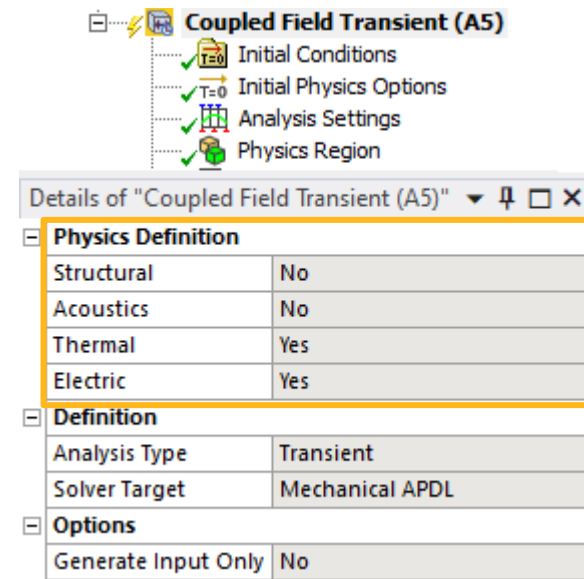 Coupled Field Transient (A5)
T=0 Initial Conditions
T=0 Initial Physics Options
Analysis Settings
Physics Region
Details of "Coupled Field Transient (A5)"
Physics Definition
Structural No
Acoustics No
Thermal Yes
Electric Yes
Definition
Analysis Type Transient
Solver Target Mechanical APDL
Options
Generate Input Only No